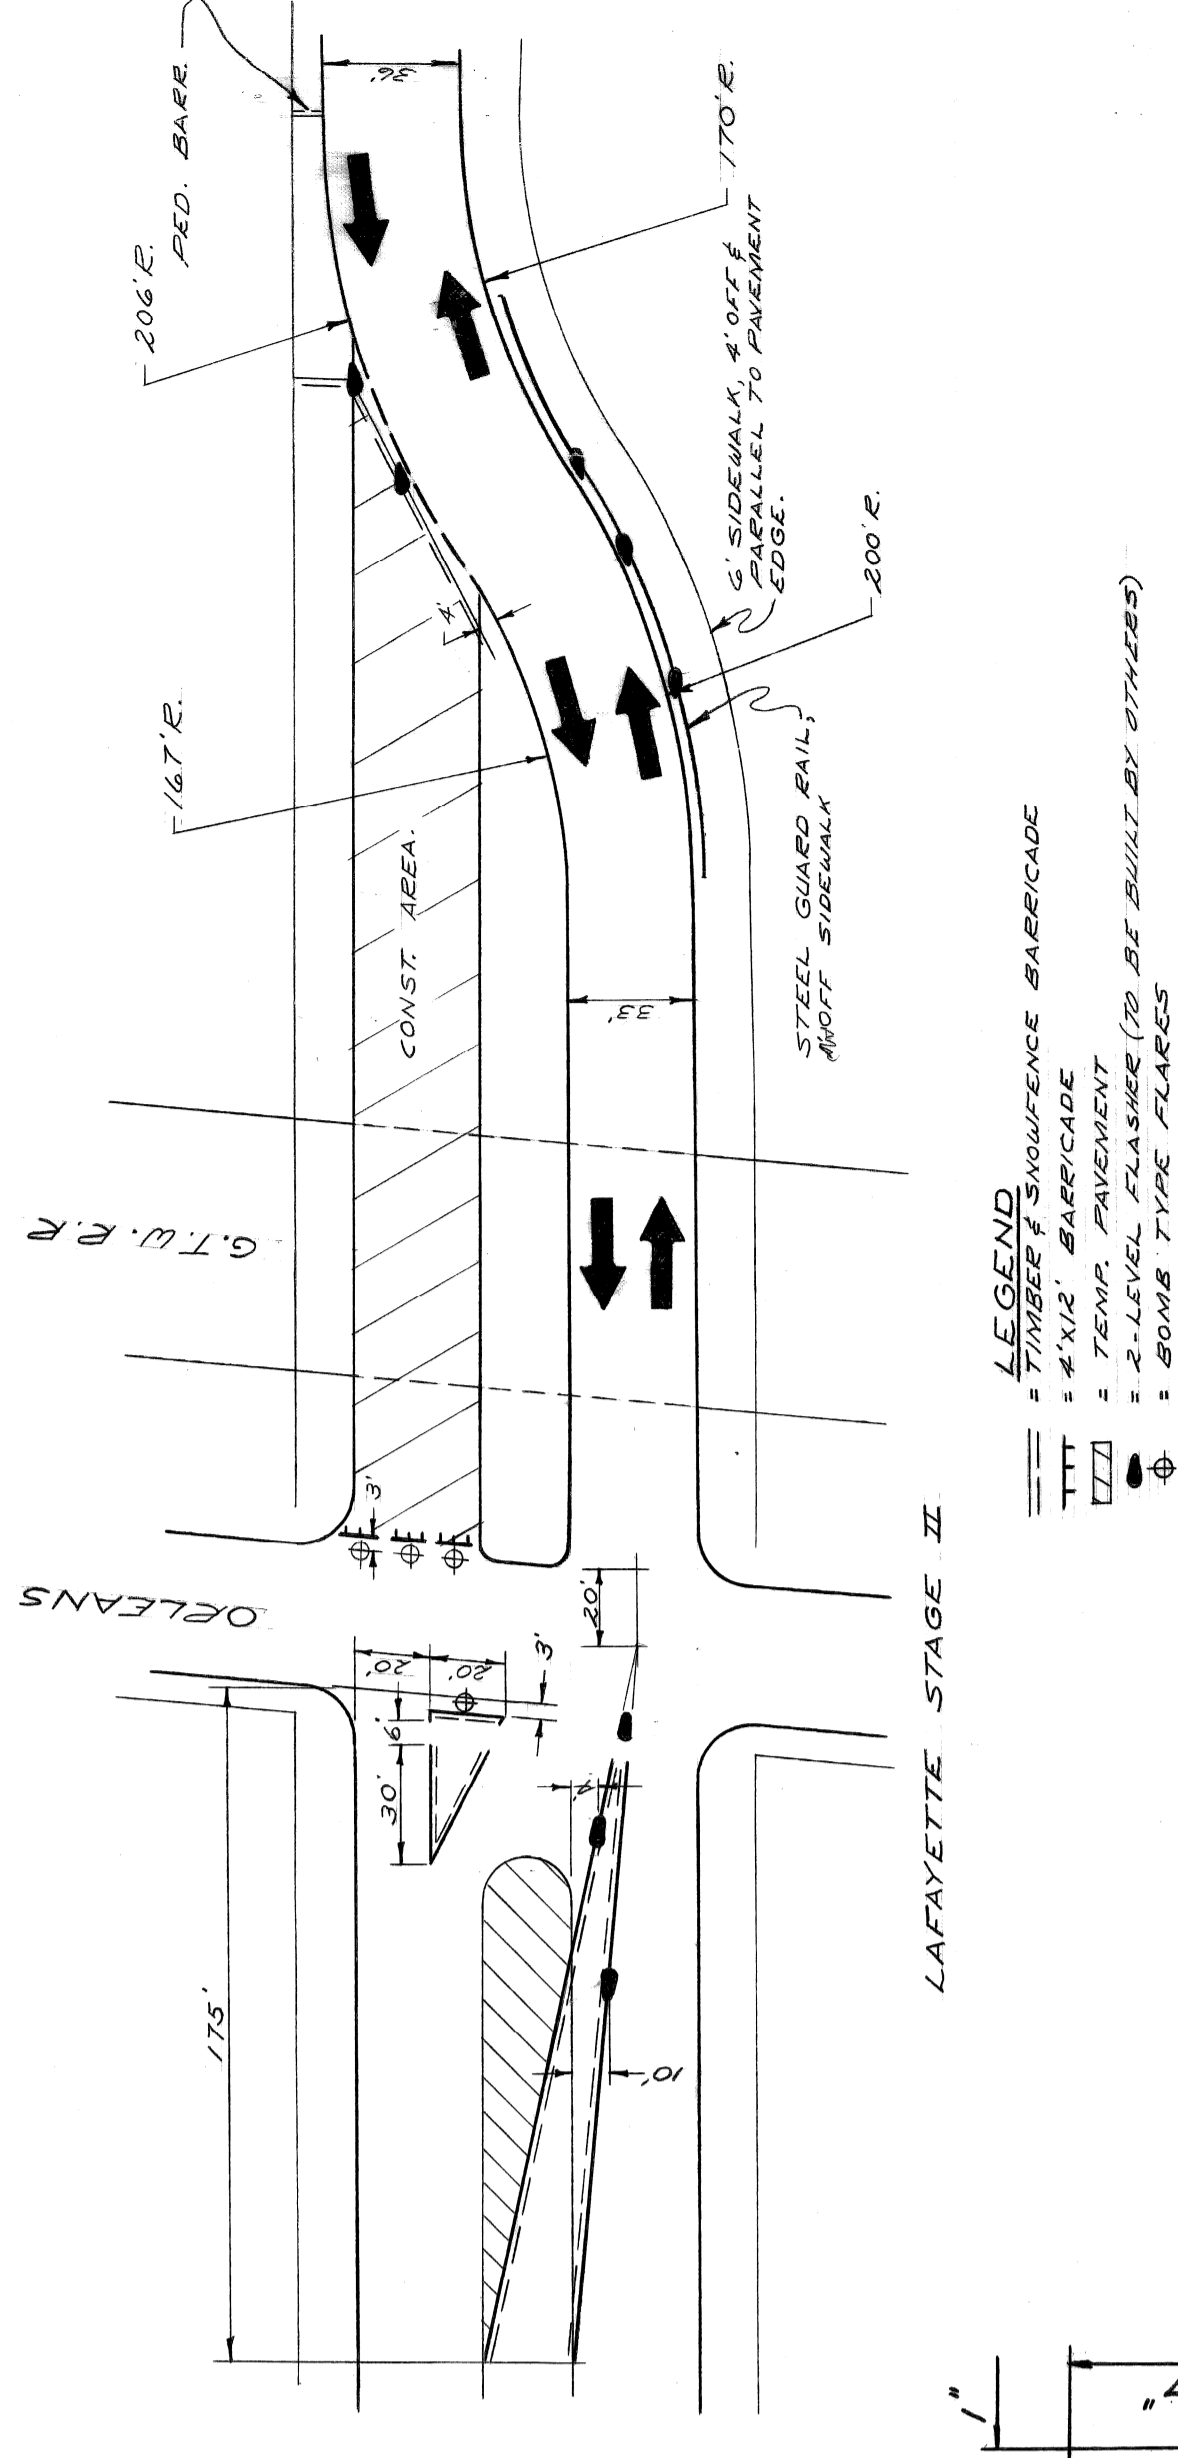 PED. BARR.
36'
206' R.
170' R.
6' SIDEWALK, 4' OFF &
PARALLEL TO PAVEMENT
EDGE.
4'
167' R.
200' R.
STEEL GUARD RAIL,
OFF SIDEWALK
CONST. AREA.
33'
G.T.W. R.R
ORLEANS
3'
20'
20'
20'
3'
6'
30'
4'
175'
10'
LAFAYETTE STAGE II
LEGEND
= TIMBER & SNOWFENCE BARRICADE
= 4'X12' BARRICADE
= TEMP. PAVEMENT
= 2-LEVEL FLASHER (TO BE BUILT BY OTHERS)
= BOMB TYPE FLARES
1"